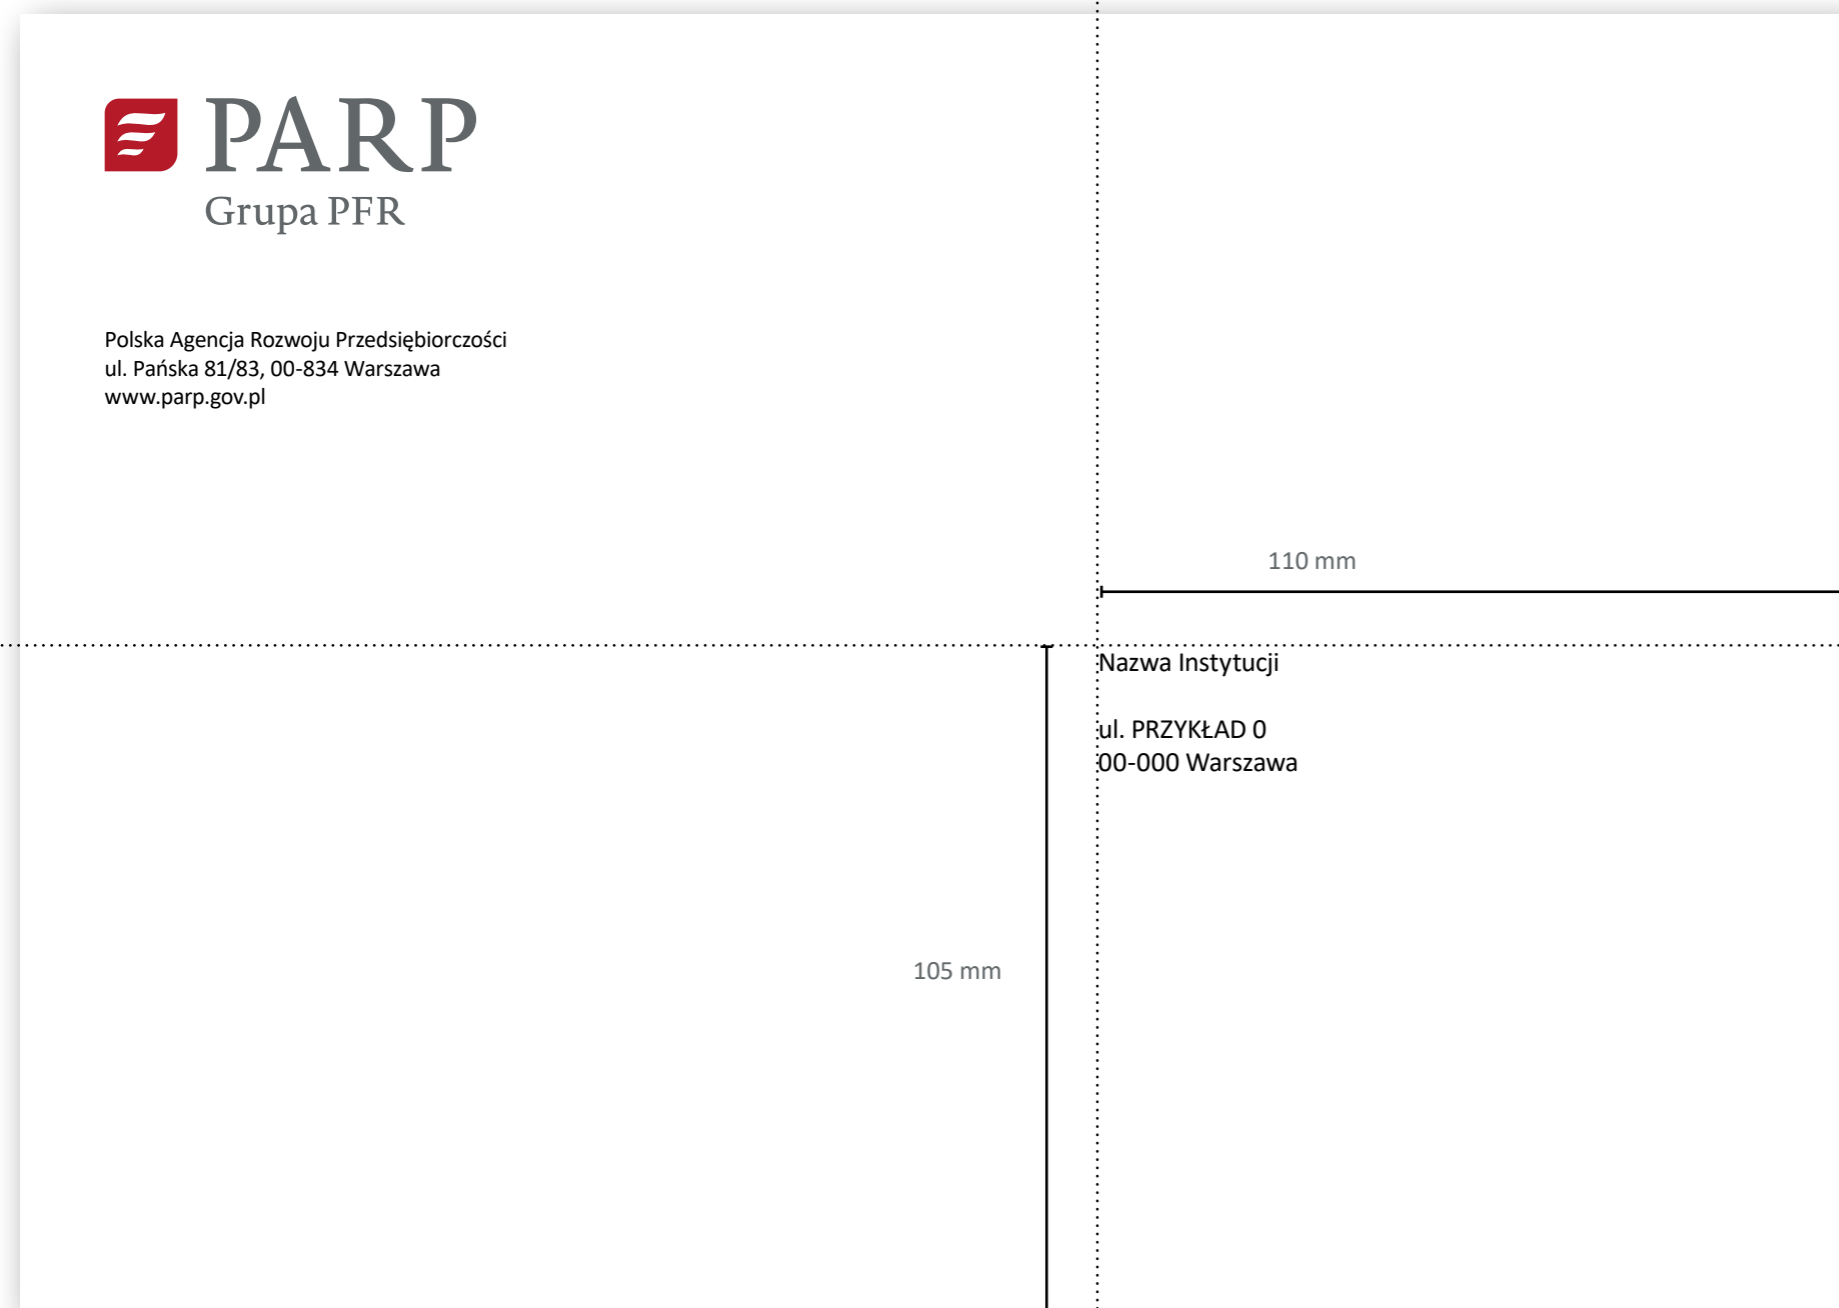 PARP
Grupa PFR
Polska Agencja Rozwoju Przedsiębiorczości
ul. Pańska 81/83, 00-834 Warszawa
www.parp.gov.pl
110 mm
Nazwa Instytucji
ul. PRZYKŁAD 0
00-000 Warszawa
105 mm